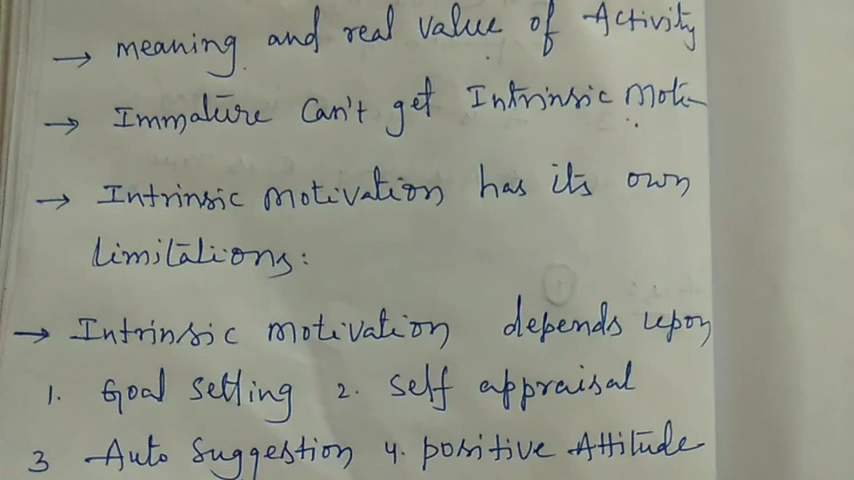 → meaning and real value of Activity
→ Immature can't get Intrinsic Moti
→ Intrinsic motivation has its own
limitations:
→ Intrinsic motivation depends upon
1. Goal setting 2. Self appraisal
3 Auto Suggestion 4. positive Attitude